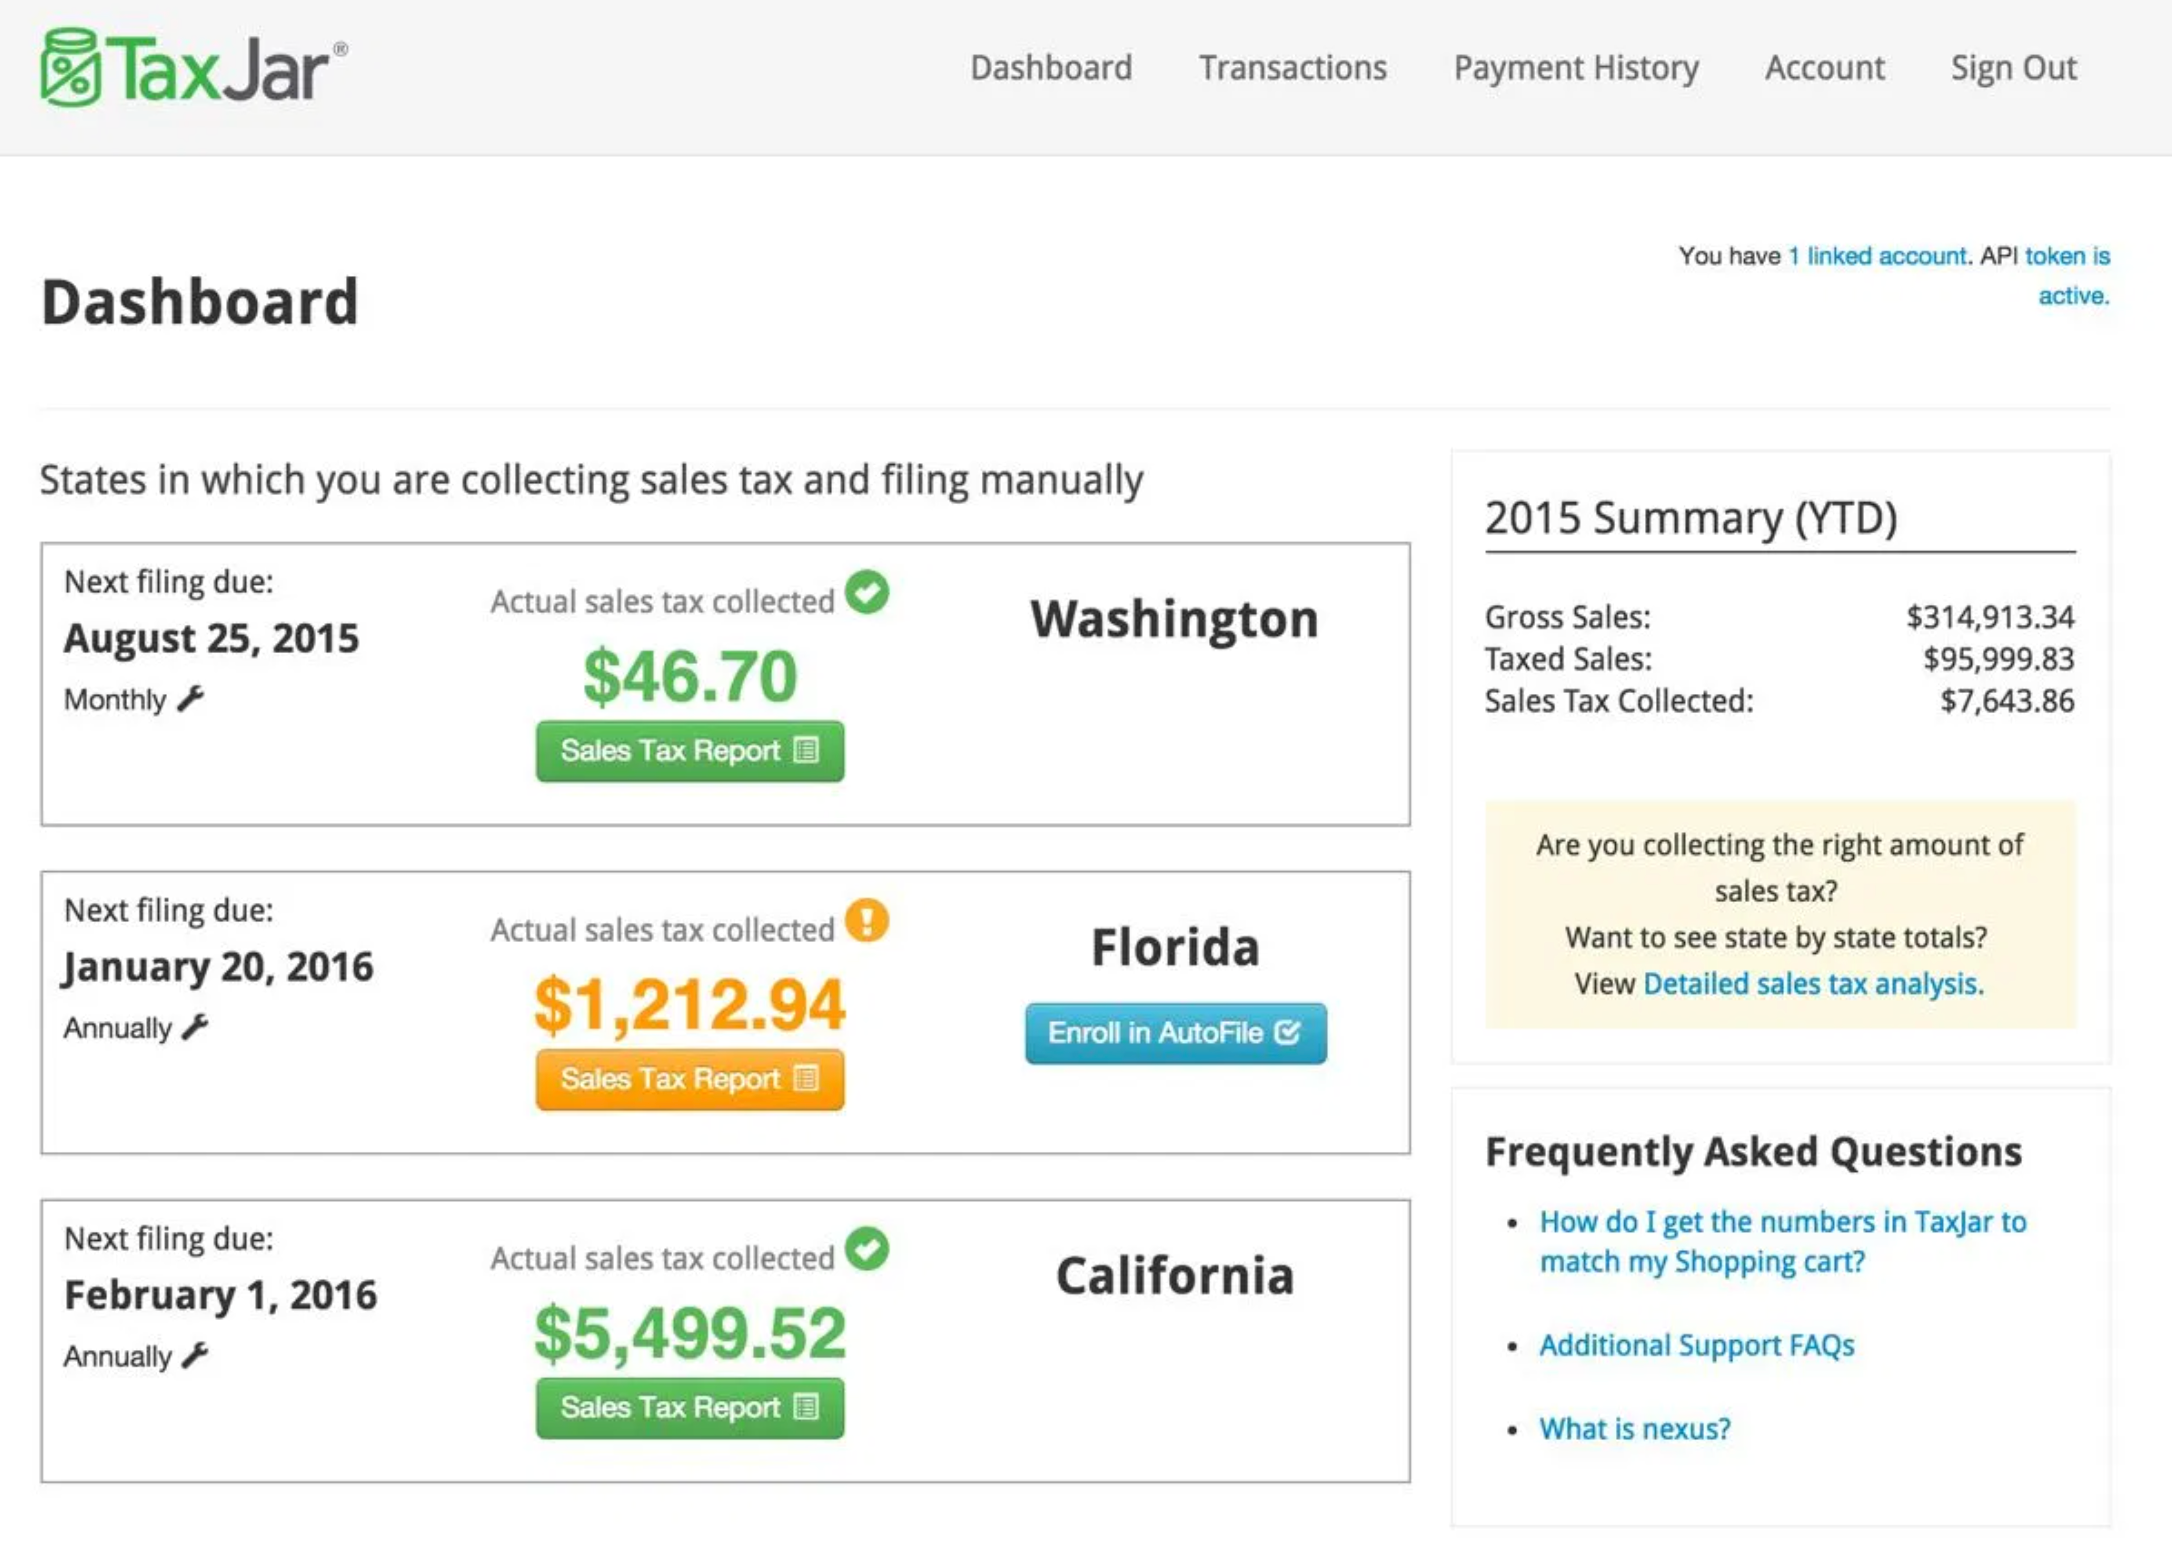 TaxJar®
Dashboard Transactions Payment History Account Sign Out
You have 1 linked account. API token is
active.
Dashboard
States in which you are collecting sales tax and filing manually
Next filing due:
August 25, 2015
Monthly
Actual sales tax collected
$46.70
Sales Tax Report
Washington
Next filing due:
January 20, 2016
Annually
Actual sales tax collected
$1,212.94
Sales Tax Report
Florida
Enroll in AutoFile
Next filing due:
February 1, 2016
Annually
Actual sales tax collected
$5,499.52
Sales Tax Report
California
2015 Summary (YTD)
Gross Sales: $314,913.34
Taxed Sales: $95,999.83
Sales Tax Collected: $7,643.86
Are you collecting the right amount of
sales tax?
Want to see state by state totals?
View Detailed sales tax analysis.
Frequently Asked Questions
• How do I get the numbers in TaxJar to
match my Shopping cart?
• Additional Support FAQs
• What is nexus?